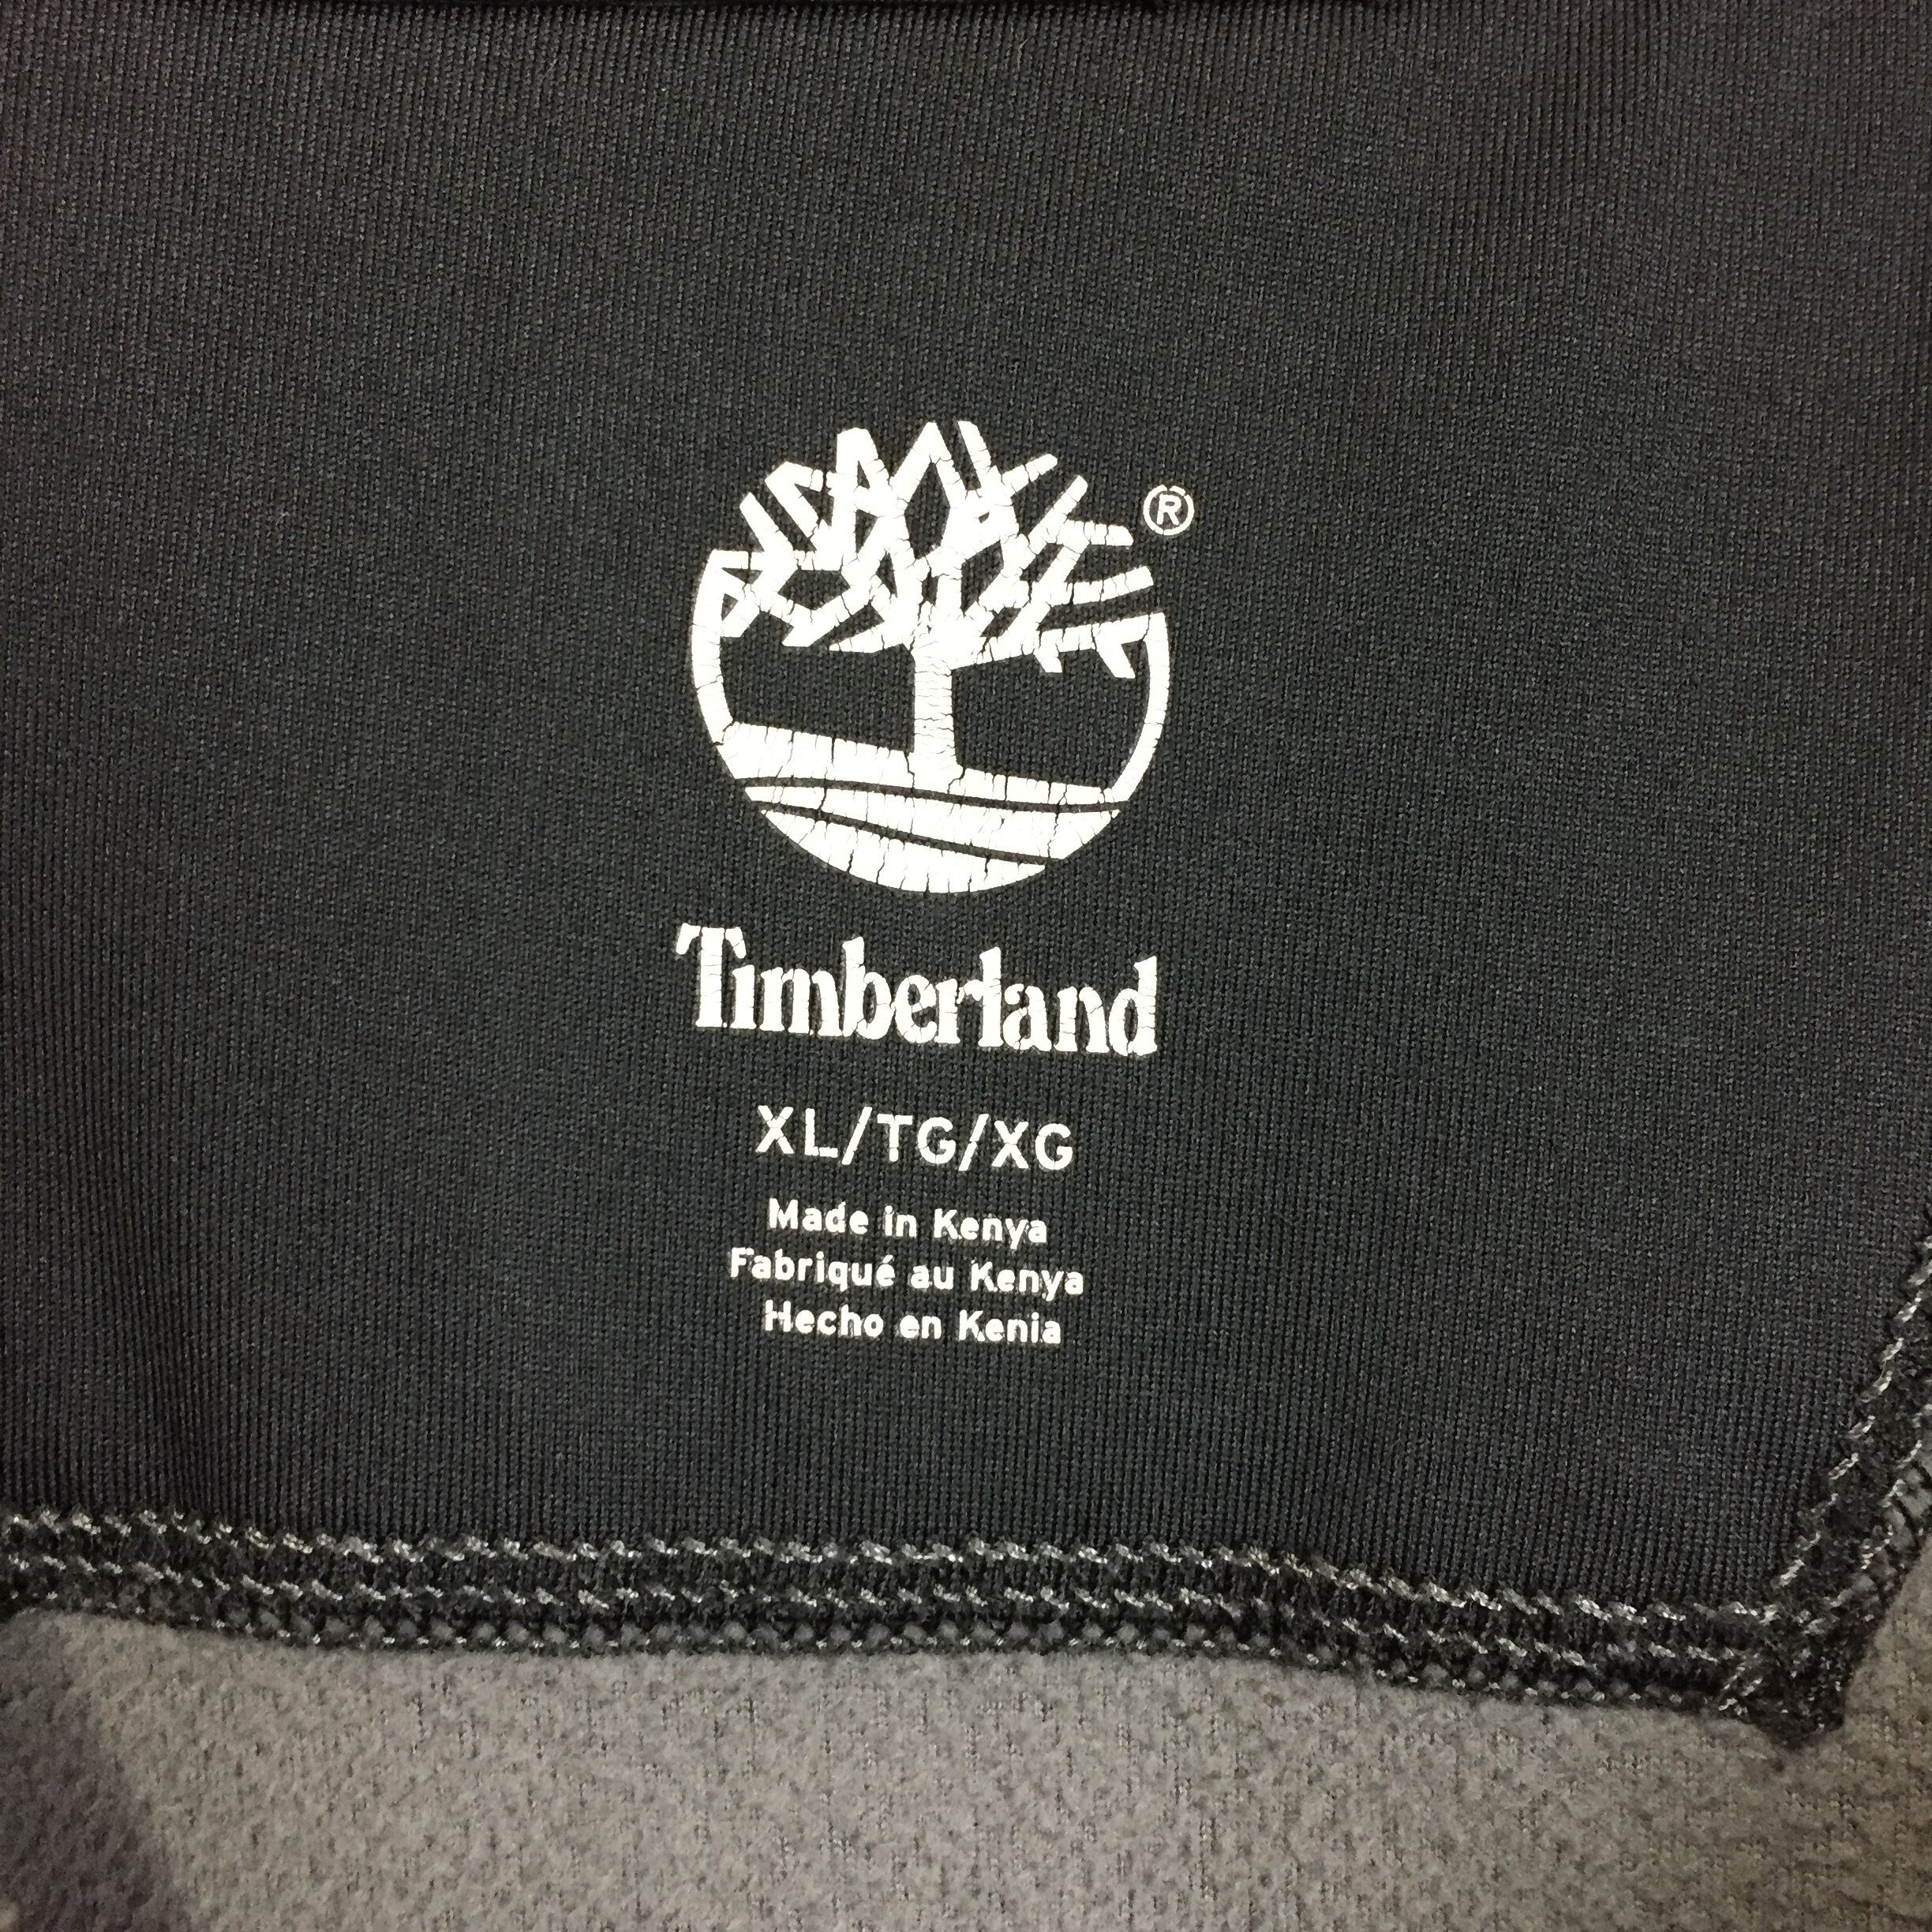 ®
Timberland
XL/TG/XG
Made in Kenya
Fabriqué au Kenya
Hecho en Kenia